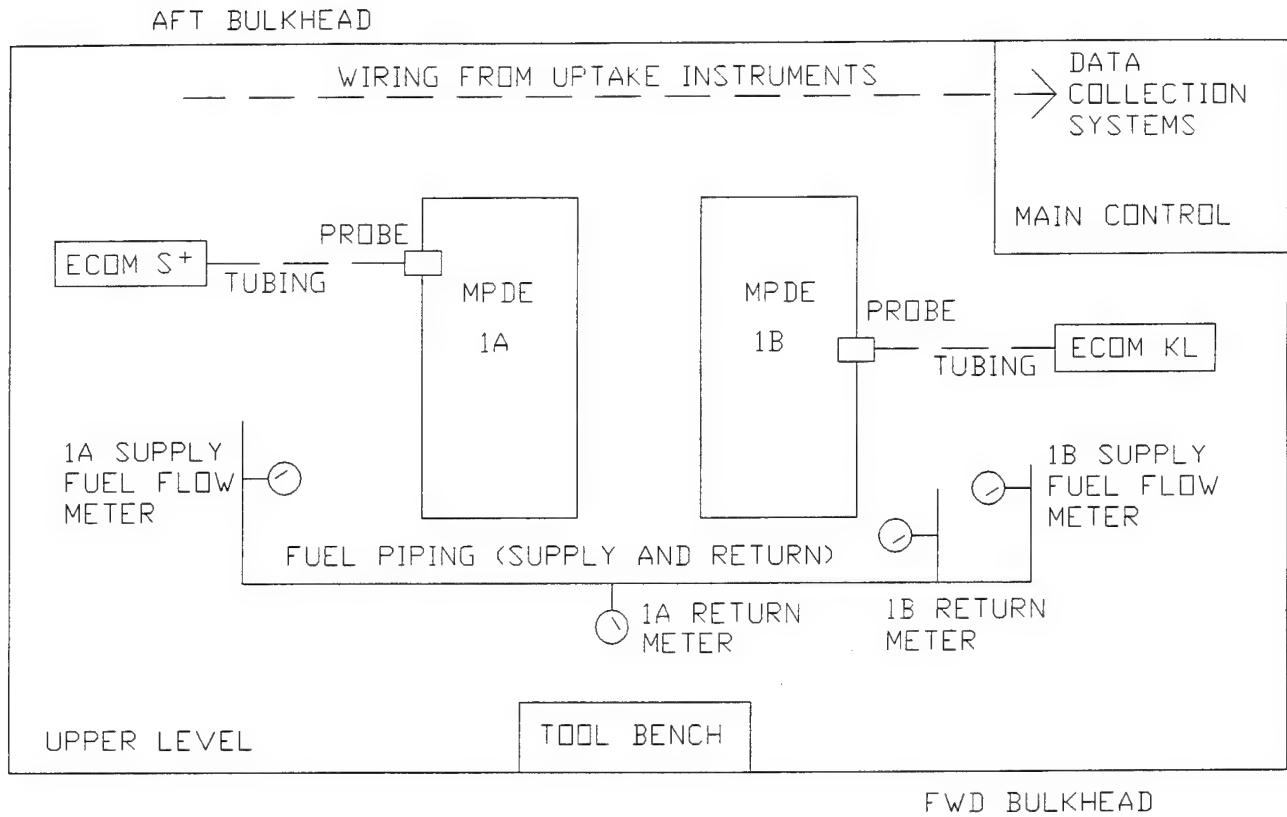 AFT BULKHEAD
WIRING FROM UPTAKE INSTRUMENTS
DATA
COLLECTION
SYSTEMS
MAIN CONTROL
PROBE
ECOM S+
TUBING
MPDE
1A
MPDE
1B
PROBE
TUBING
ECOM KL
1A SUPPLY
FUEL FLOW
METER
1B SUPPLY
FUEL FLOW
METER
FUEL PIPING (SUPPLY AND RETURN)
1A RETURN
METER
1B RETURN
METER
UPPER LEVEL
TOOL BENCH
FWD BULKHEAD